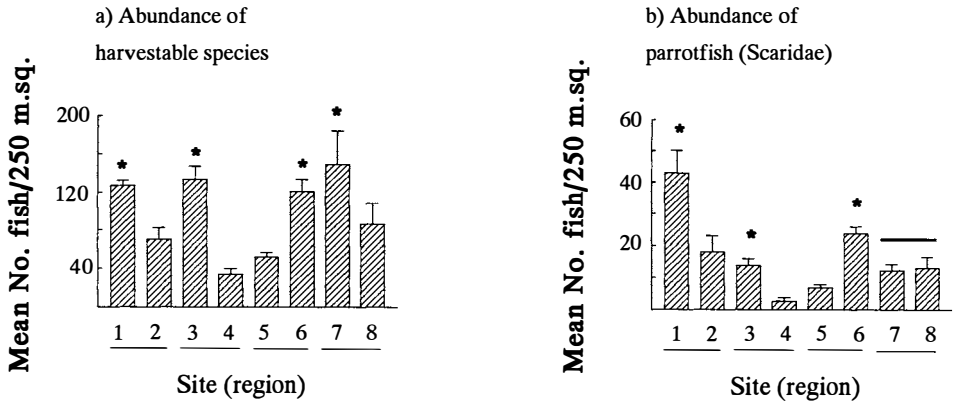 a) Abundance of
harvestable species
Mean No. fish/250 m.sq.
200
120
40
*
*
*
*
1 2 3 4 5 6 7 8
Site (region)
b) Abundance of
parrotfish (Scaridae)
Mean No. fish/250 m.sq.
60
40
20
*
*
*
1 2 3 4 5 6 7 8
Site (region)